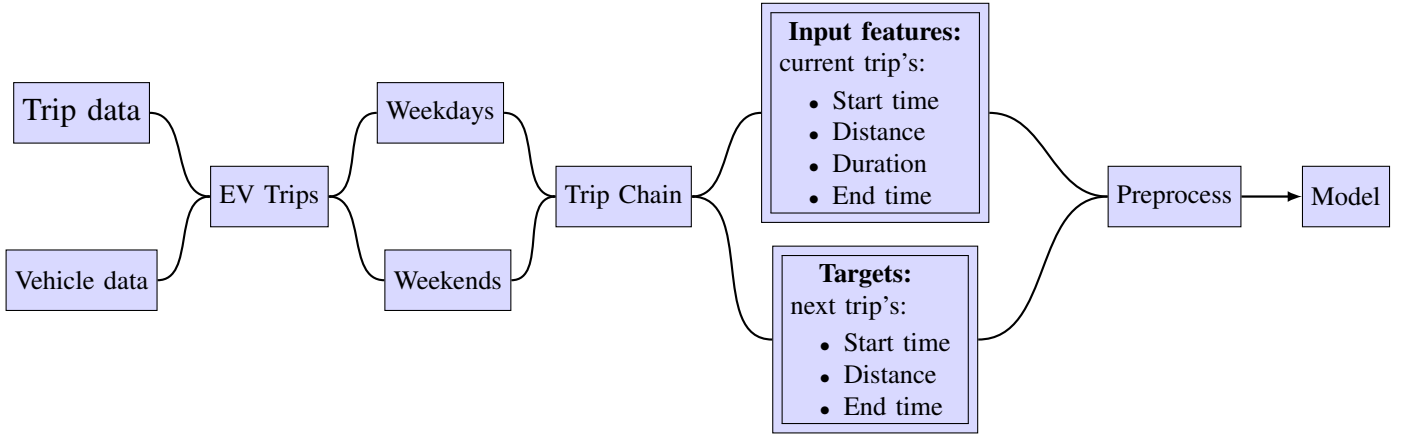 Trip data
Vehicle data
EV Trips
Weekdays
Weekends
Trip Chain
Input features:
current trip's:
• Start time
• Distance
• Duration
• End time
Targets:
next trip's:
• Start time
• Distance
• End time
Preprocess
Model